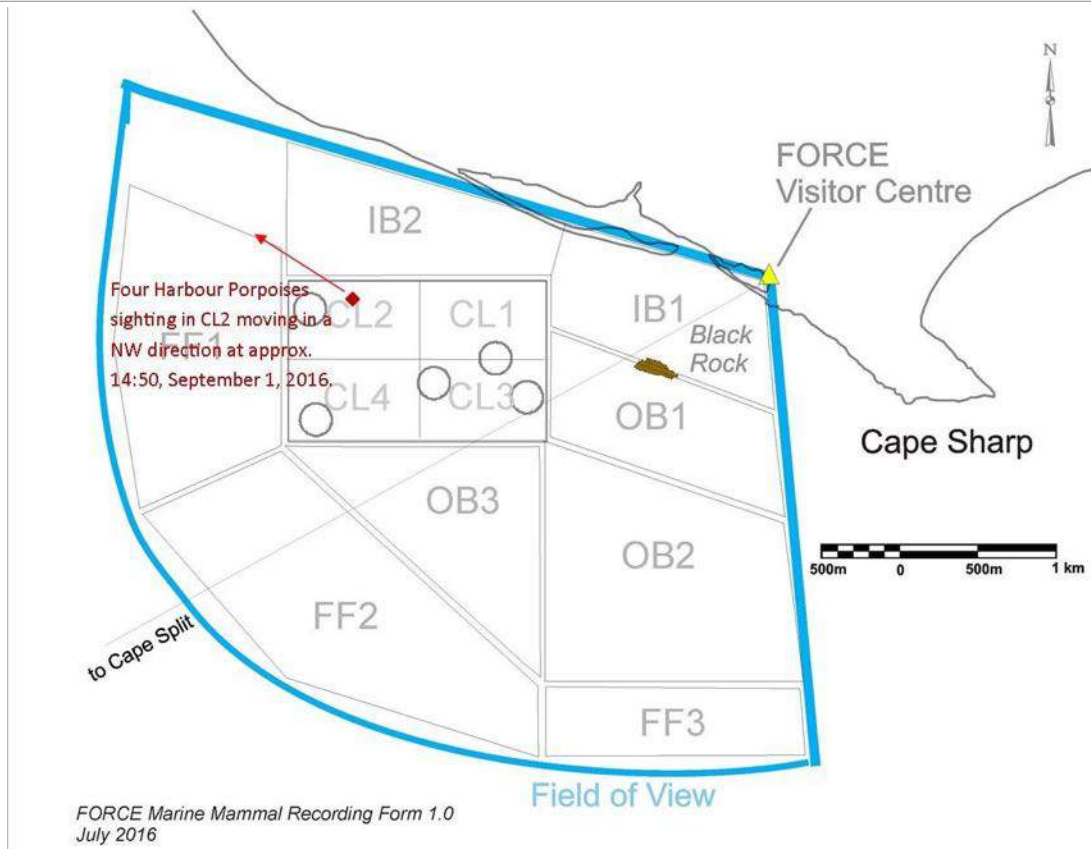 N
FORCE
Visitor Centre
IB2
IB1
Black
Rock
Four Harbour Porpoises
sighting in CL2 moving in a
NW direction at approx.
14:50, September 1, 2016.
CL2
CL1
FF1
CL4
CL3
OB1
Cape Sharp
OB3
OB2
500m
0
500m
1 km
FF2
to Cape Split
FF3
Field of View
FORCE Marine Mammal Recording Form 1.0
July 2016